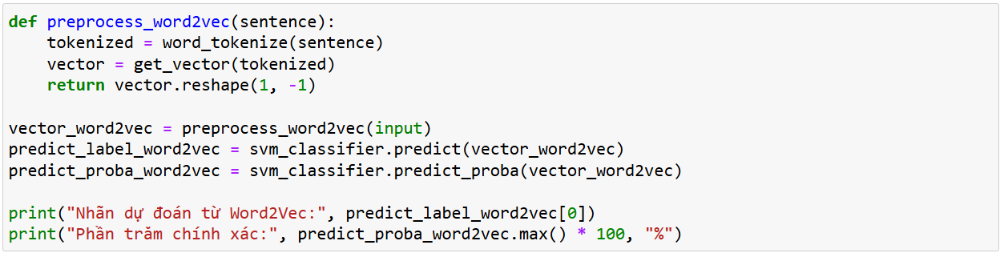 def preprocess_word2vec(sentence):
    tokenized = word_tokenize(sentence)
    vector = get_vector(tokenized)
    return vector.reshape(1, -1)

vector_word2vec = preprocess_word2vec(input)
predict_label_word2vec = svm_classifier.predict(vector_word2vec)
predict_proba_word2vec = svm_classifier.predict_proba(vector_word2vec)

print("Nhãn dự đoán từ Word2Vec:", predict_label_word2vec[0])
print("Phần trăm chính xác:", predict_proba_word2vec.max() * 100, "%")